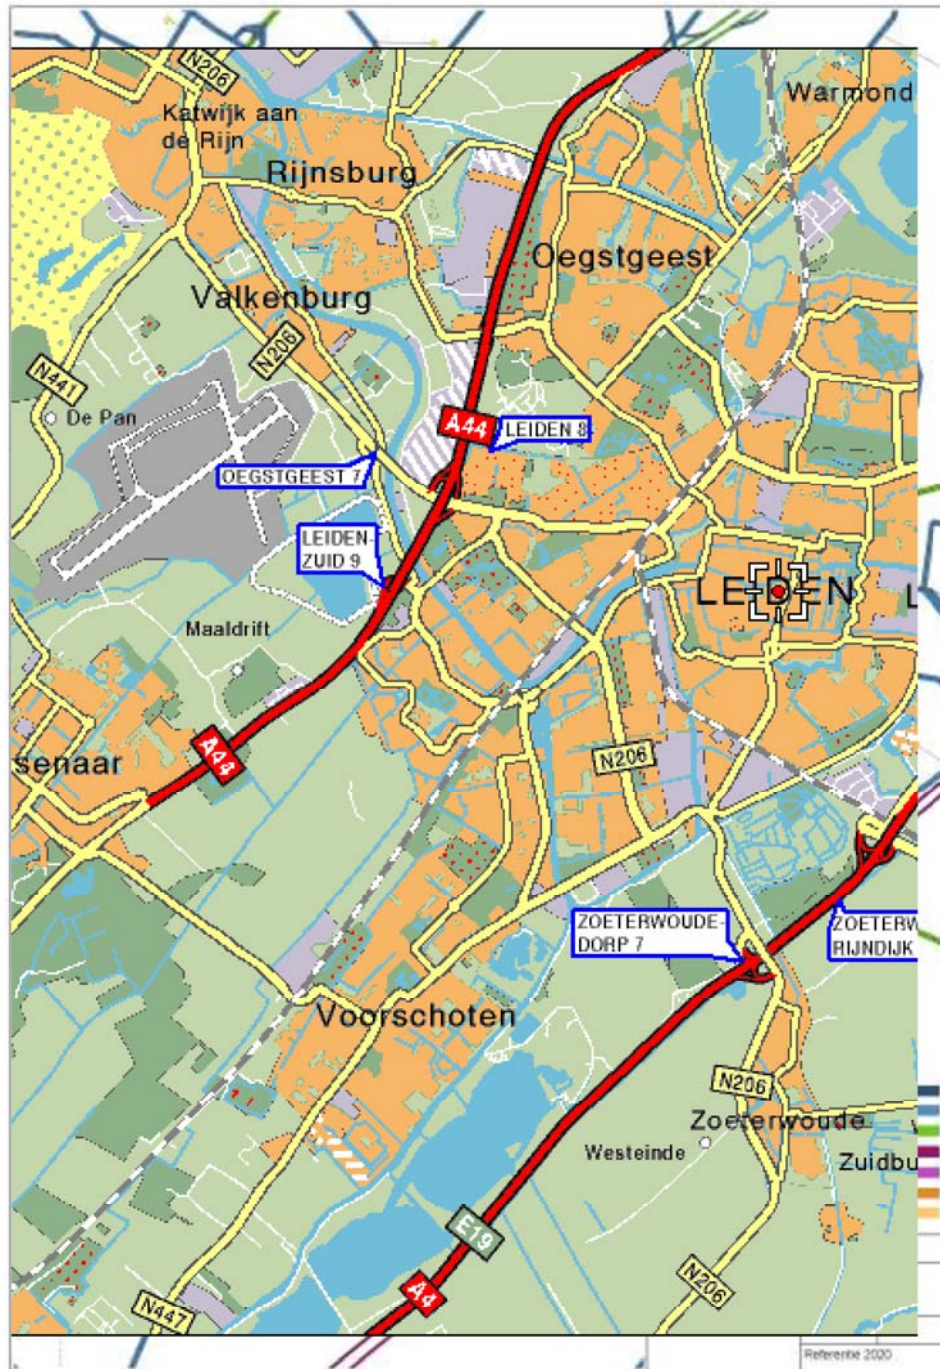 N206
Katwijk aan
de Rijn
Warmond
Rijnsburg
Oegstgeest
Valkenburg
N206
N441
De Pan
A44
LEIDEN 8
OEGSTGEEST 7
LEIDEN-
ZUID 9
LEIDEN
L
Maaldrift
A44
senaar
N206
ZOETERWOUDE-
DORP 7
ZOETERW
RIJNDIJK
Voorschoten
N206
Zoeterwoude
Westeinde
Zuidbu
E19
A4
N206
N447
Referentie 2020